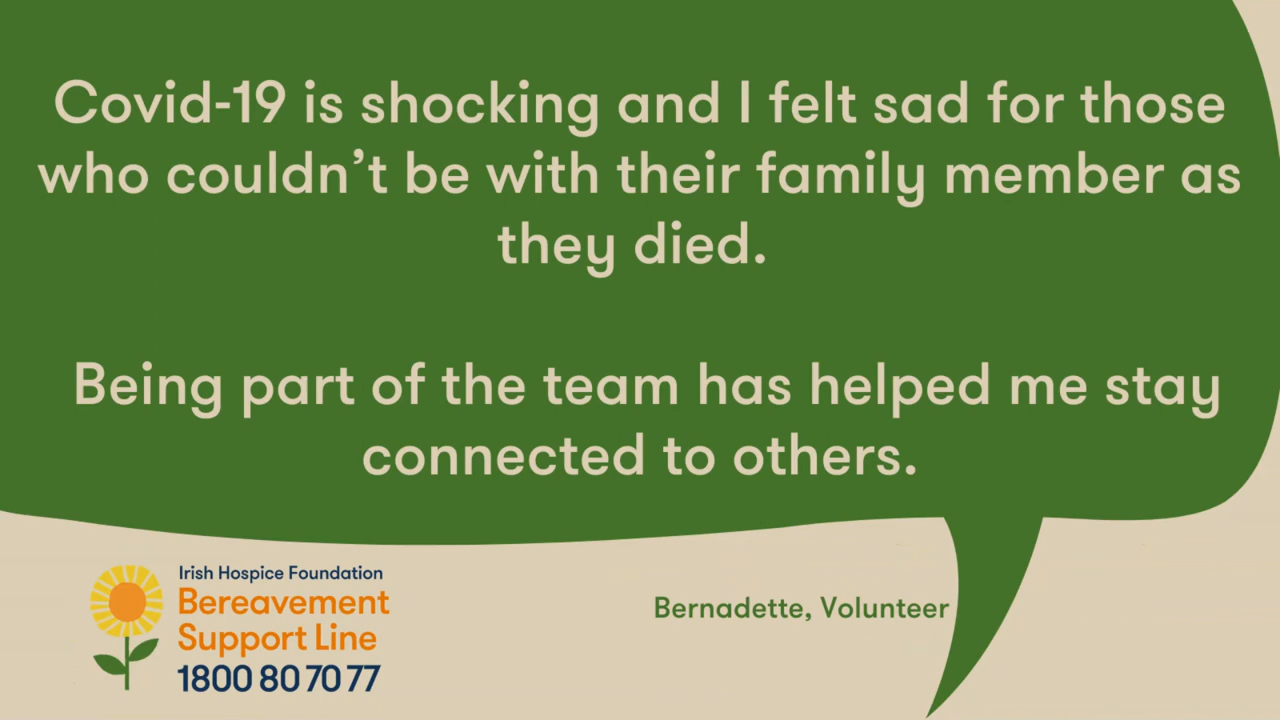 Covid-19 is shocking and I felt sad for those
who couldn’t be with their family member as
they died.
Being part of the team has helped me stay
connected to others.
Irish Hospice Foundation
Bereavement
Support Line
1800 80 70 77
Bernadette, Volunteer